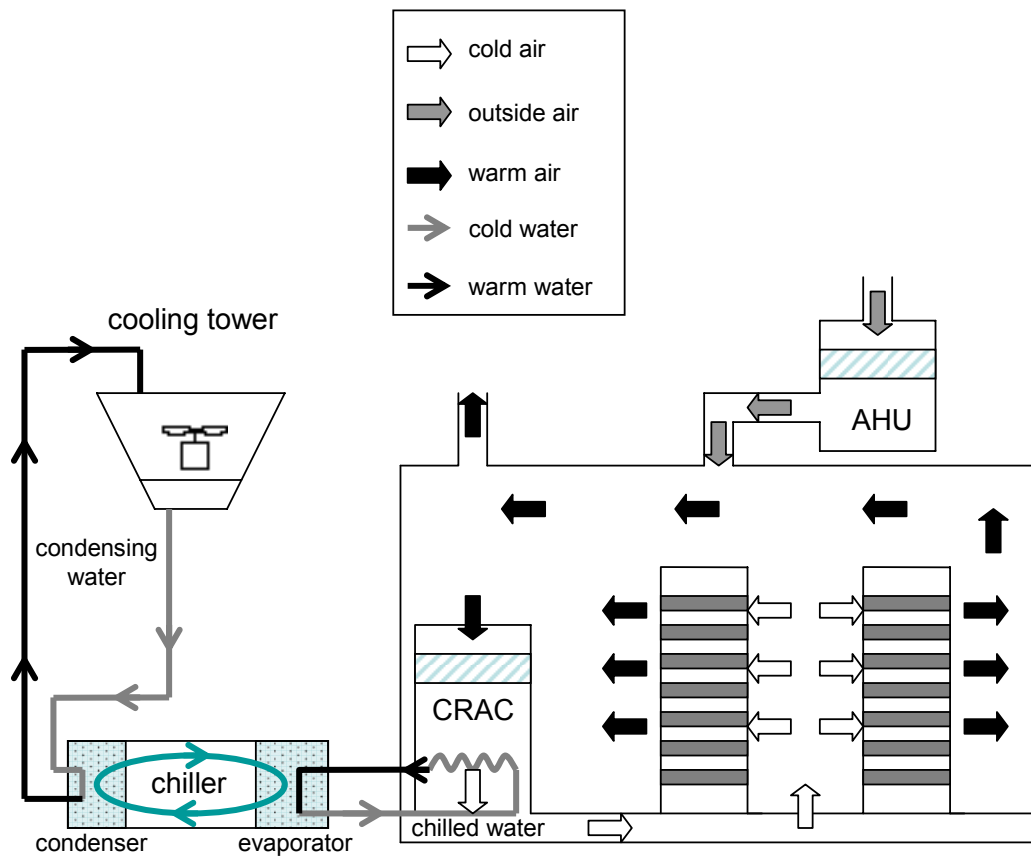 cold air
outside air
warm air
cold water
warm water
cooling tower
AHU
condensing
water
CRAC
chiller
chilled water
condenser
evaporator